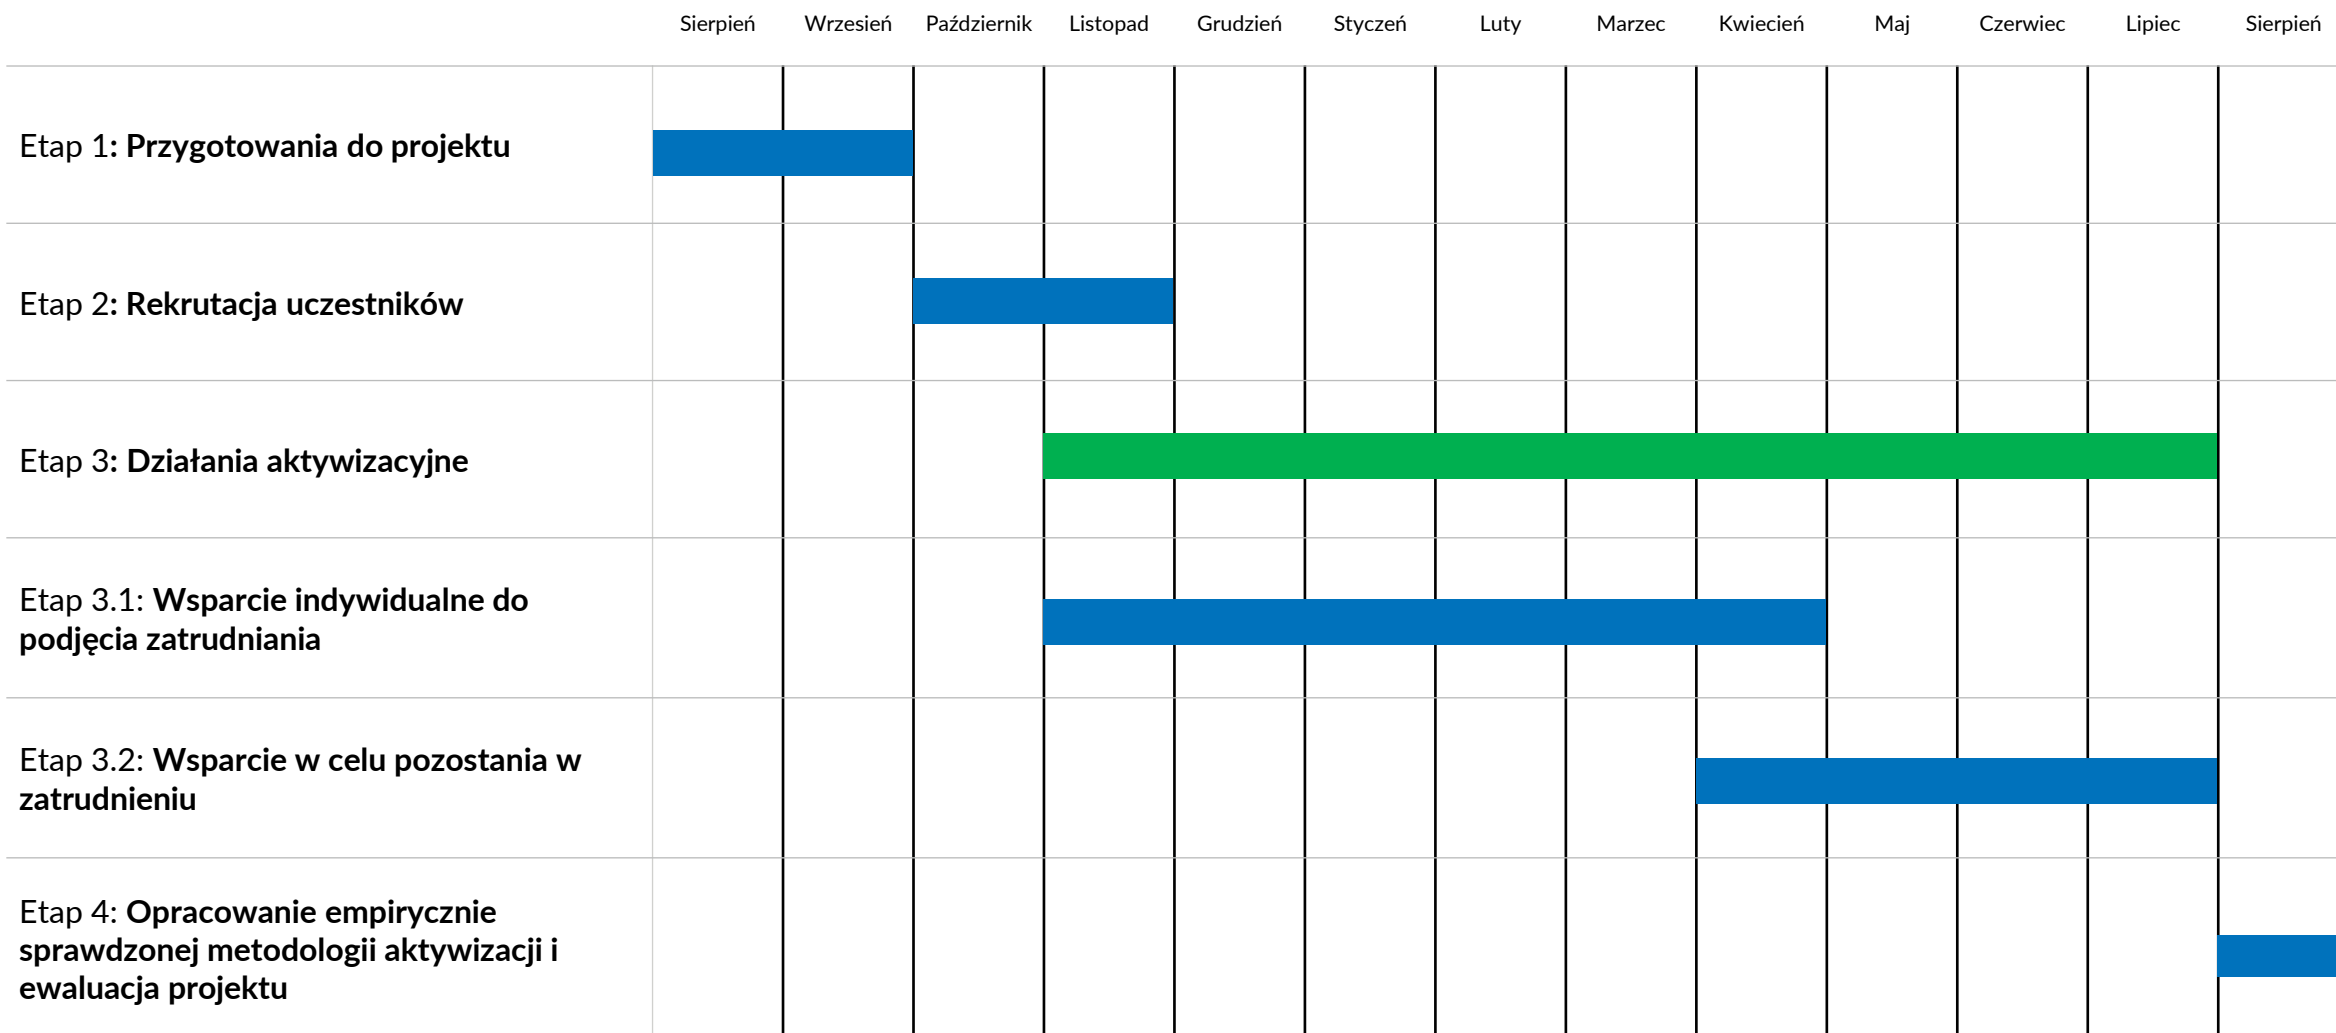 Sierpień Wrzesień Październik Listopad Grudzień Styczeń Luty Marzec Kwiecień Maj Czerwiec Lipiec Sierpień
Etap 1: Przygotowania do projektu
Etap 2: Rekrutacja uczestników
Etap 3: Działania aktywizacyjne
Etap 3.1: Wsparcie indywidualne do
podjęcia zatrudniania
Etap 3.2: Wsparcie w celu pozostania w
zatrudnieniu
Etap 4: Opracowanie empirycznie
sprawdzonej metodologii aktywizacji i
ewaluacja projektu